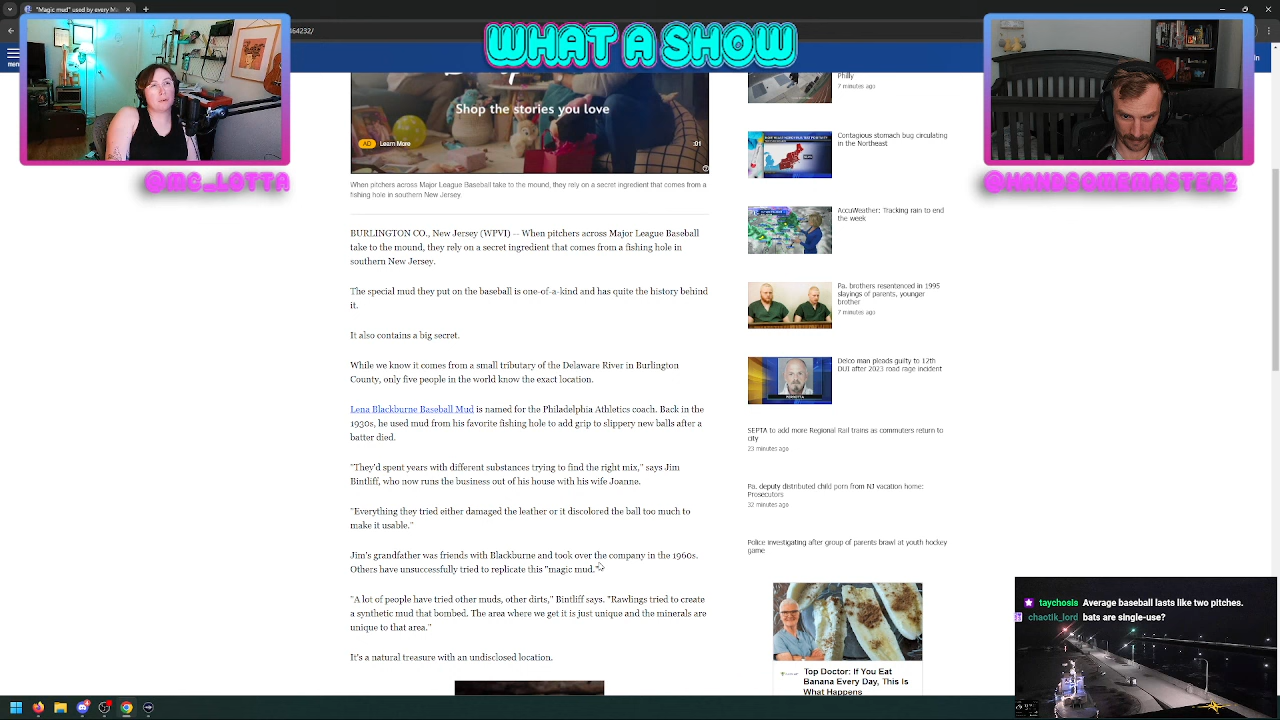 "Magic mud" used by every M
464232/
WHAT A SHOW
men
in
@MC_LOTTA
@HANDSOMEMASTER2
Shop the stories you love
AD Learn More
:01
When pitchers across Major League Baseball take to the mound, they rely on a secret ingredient that comes from a
fishing hole in southern New Jersey.
BURLINGTON CO., New Jersey (WPVI) -- When pitchers across Major League Baseball
take to the mound, they rely on a secret ingredient that comes from a fishing hole in
southern New Jersey.
The special mud they put on the baseball is one-of-a-kind and has quite the history behind
it.
It also contains a big secret.
While we know it comes from a small tributary of the Delaware River in Burlington
County, only five people in the world know the exact location.
Lena Blackburne Baseball Mud is named for the Philadelphia Athletics coach. Back in the
1930s, he used mud from his favorite fishing hole to add grip to slippery new balls after a
batter died.
"They were using shoe polish, tobacco juice, infield dirt and water mix," said Jim
Bintliff, who now runs the business out of his house with his wife Joanne.
"Everything they tried either damaged the leather or it discolored the ball too much to
make it usable."
Jim's grandfather was friends with Blackburne and took over the company in the 1960s.
Others have unsuccessfully tried to replicate this "magic mud."
"A lot of people have tried other muds, other dirts," Bintliff says. "Rawlings tried to create
a synthetic mud that bombed. The area where we get it is just unique and the minerals are
unique to that area."
It's a natural treasure with an undisclosed location.
Philly
7 minutes ago
Contagious stomach bug circulating
in the Northeast
AccuWeather: Tracking rain to end
the week
Pa. brothers resentenced in 1995
slayings of parents, younger
brother
7 minutes ago
Delco man pleads guilty to 12th
DUI after 2023 road rage incident
SEPTA to add more Regional Rail trains as commuters return to
city
23 minutes ago
Pa. deputy distributed child porn from NJ vacation home:
Prosecutors
32 minutes ago
Police investigating after group of parents brawl at youth hockey
game
Top Doctor: If You Eat
Banana Every Day, This Is
What Happens
taychosis Average baseball lasts like two pitches.
chaotik_lord bats are single-use?